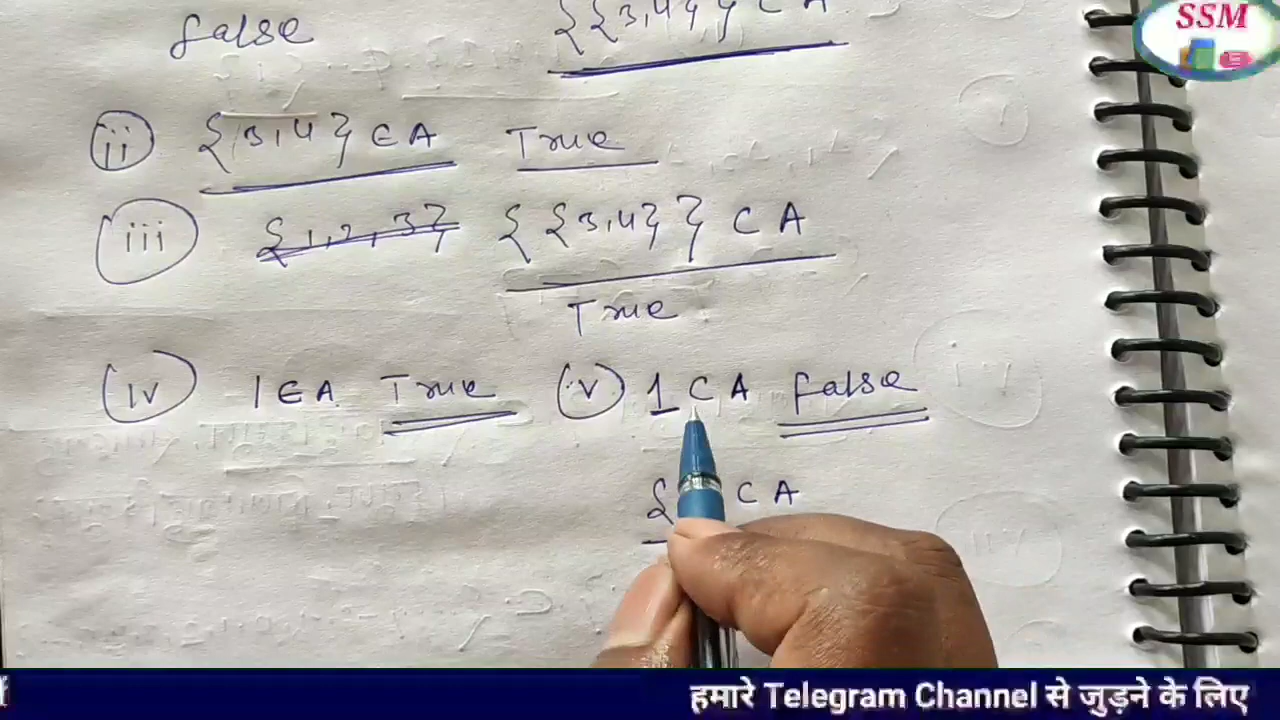 SSM
False {{3,4}} ⊂ A
(ii) {3,4} ∈ A True
(iii) {1,2,3} {{3,4}} ⊂ A
True
(iv) 1 ∈ A True (v) 1 ⊂ A False
{ ⊂ A
हमारे Telegram Channel से जुड़ने के लिए